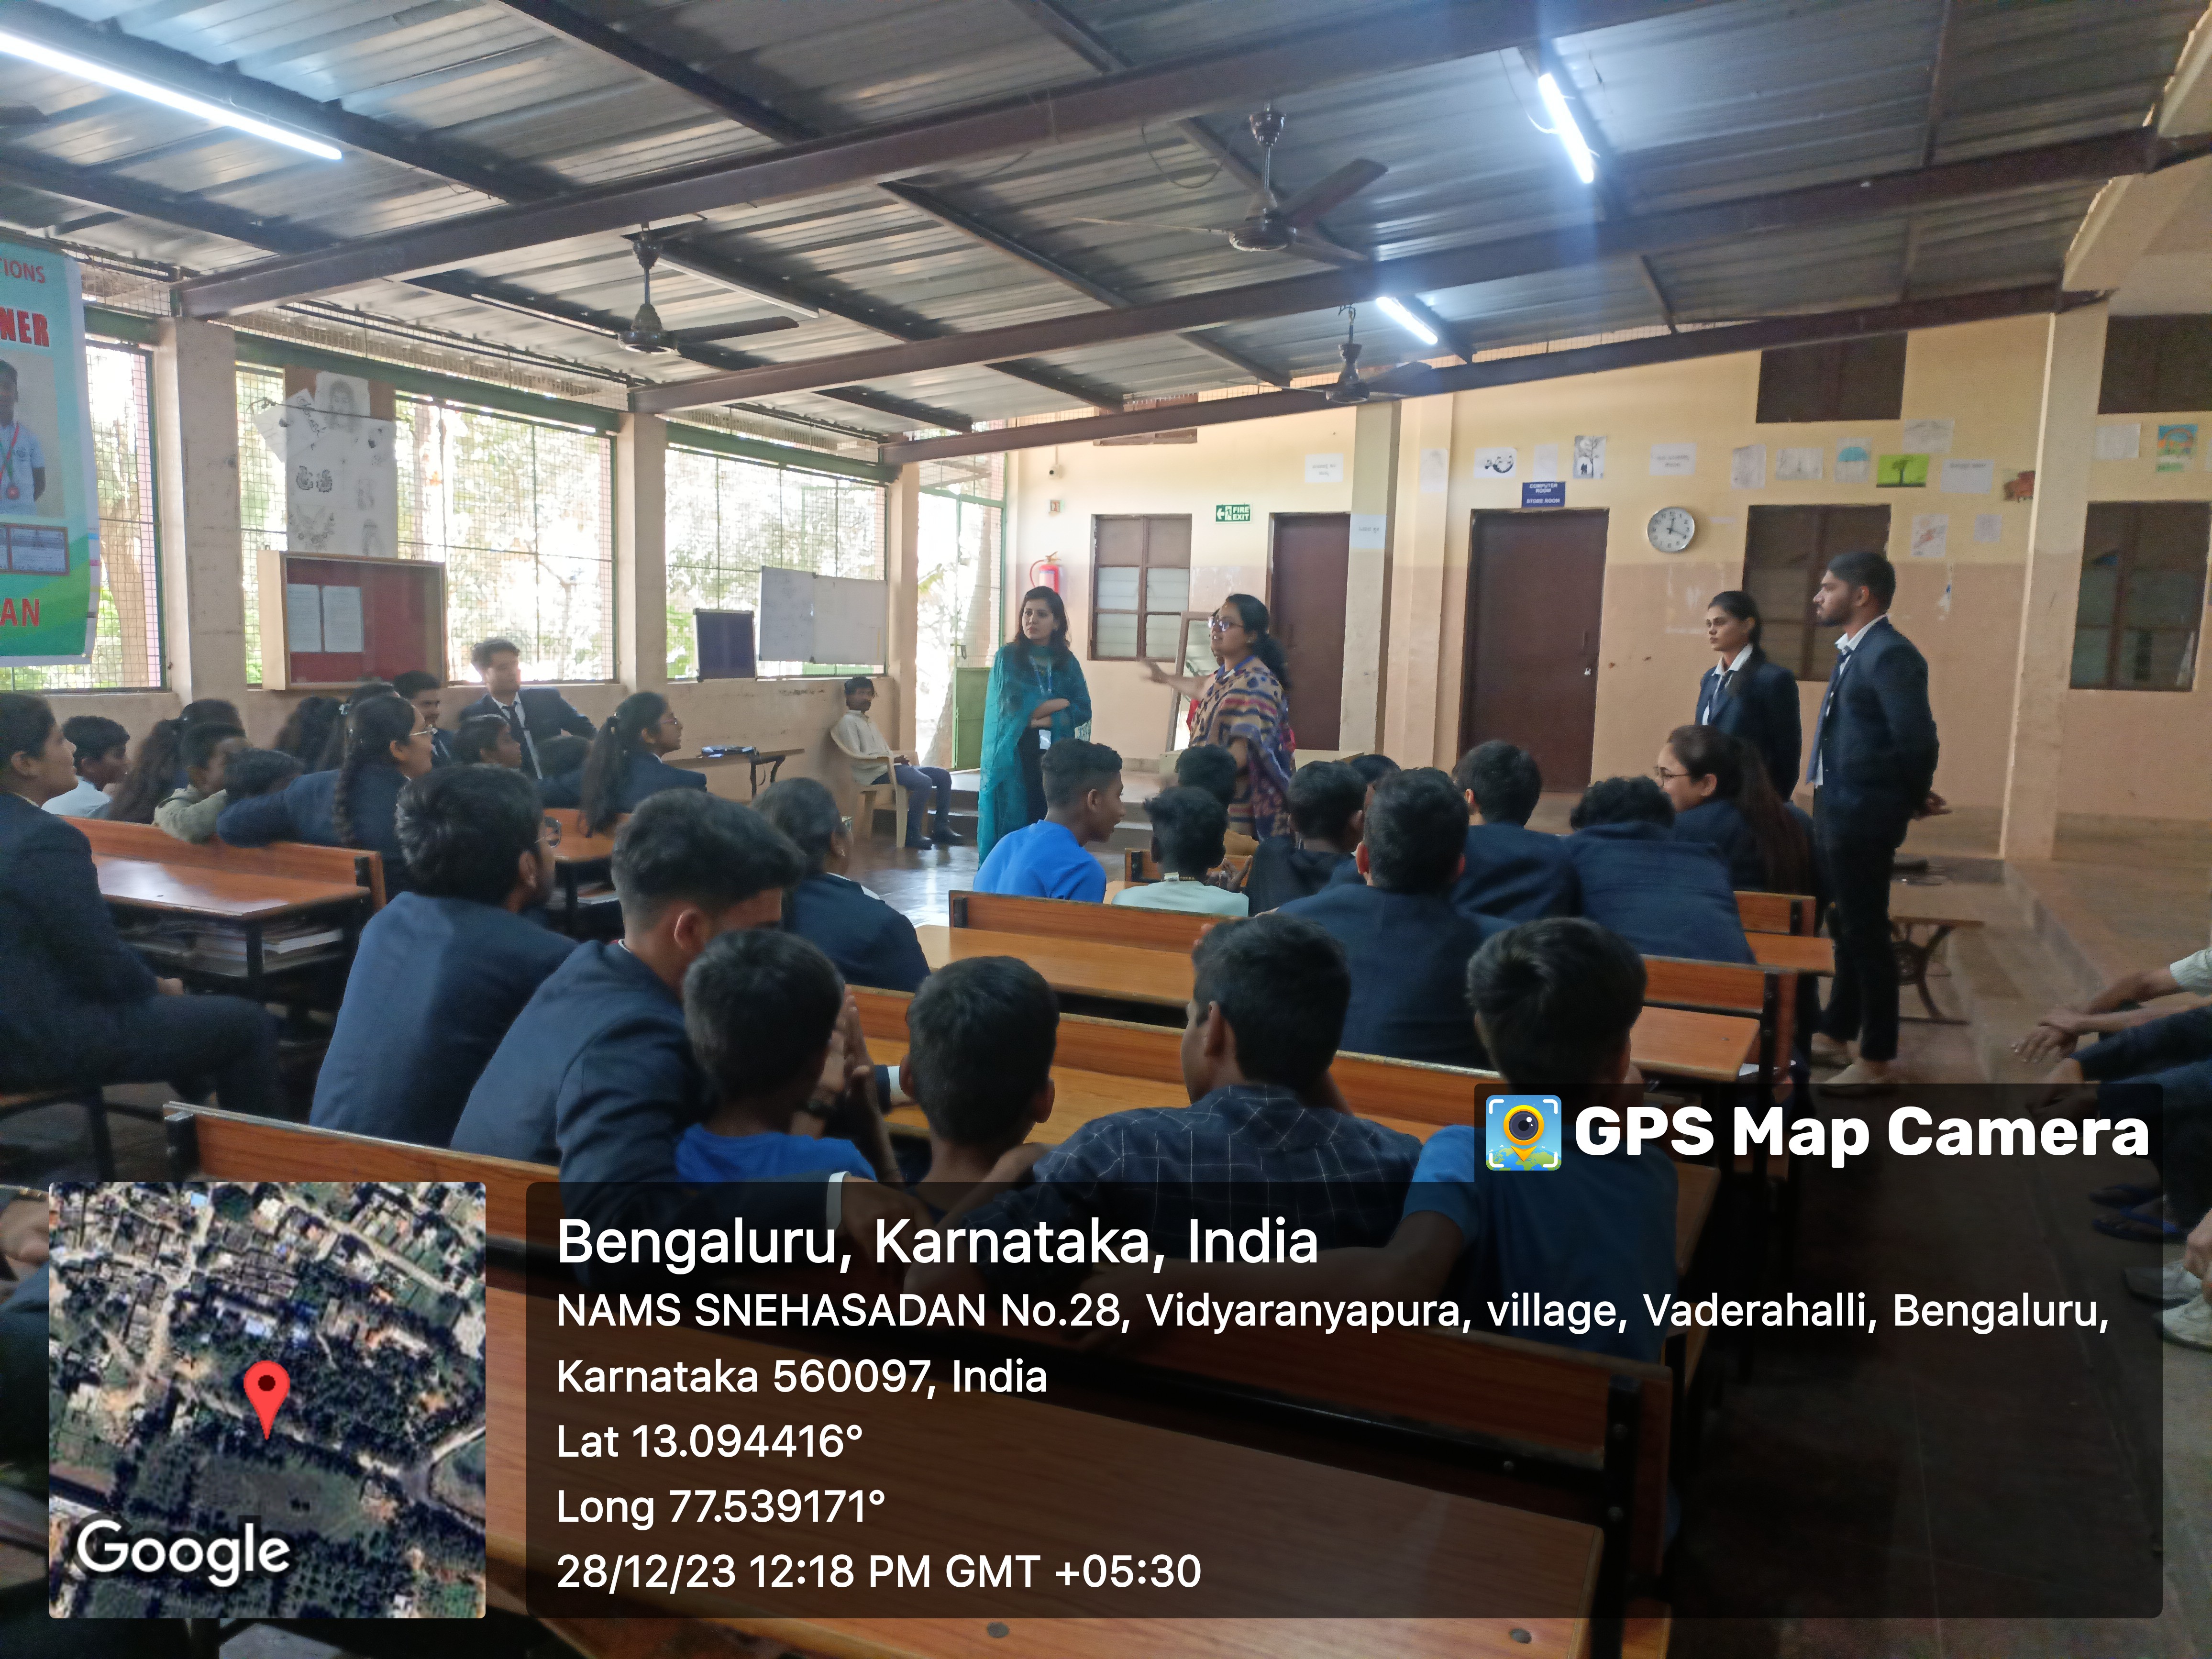 TIONS
NER
AN
FIRE
EXIT
COMPUTER
ROOM
STORE ROOM
GPS Map Camera
Bengaluru, Karnataka, India
NAMS SNEHASADAN No.28, Vidyaranyapura, village, Vaderahalli, Bengaluru,
Karnataka 560097, India
Lat 13.094416°
Long 77.539171°
28/12/23 12:18 PM GMT +05:30
Google